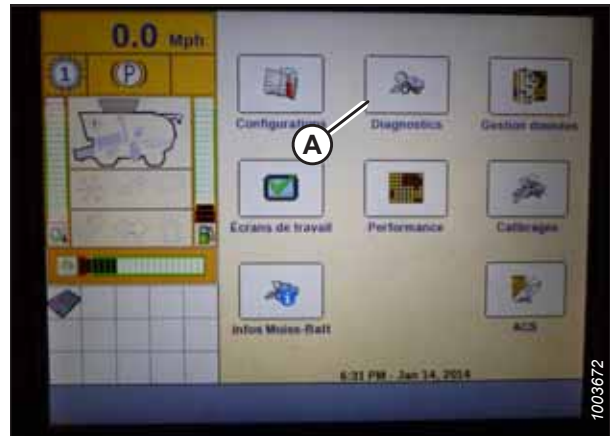 0.0 Mph
1
P
Configurations
Diagnostics
Gestion données
A
Ecrans de travail
Performance
Calibrages
Infos Moiss-Batt
ACS
6:31 PM - Jan 14, 2014
1003672